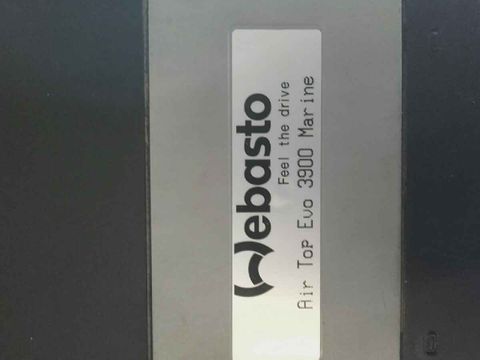 Webasto
Feel the drive
Air Top Evo 3900 Marine